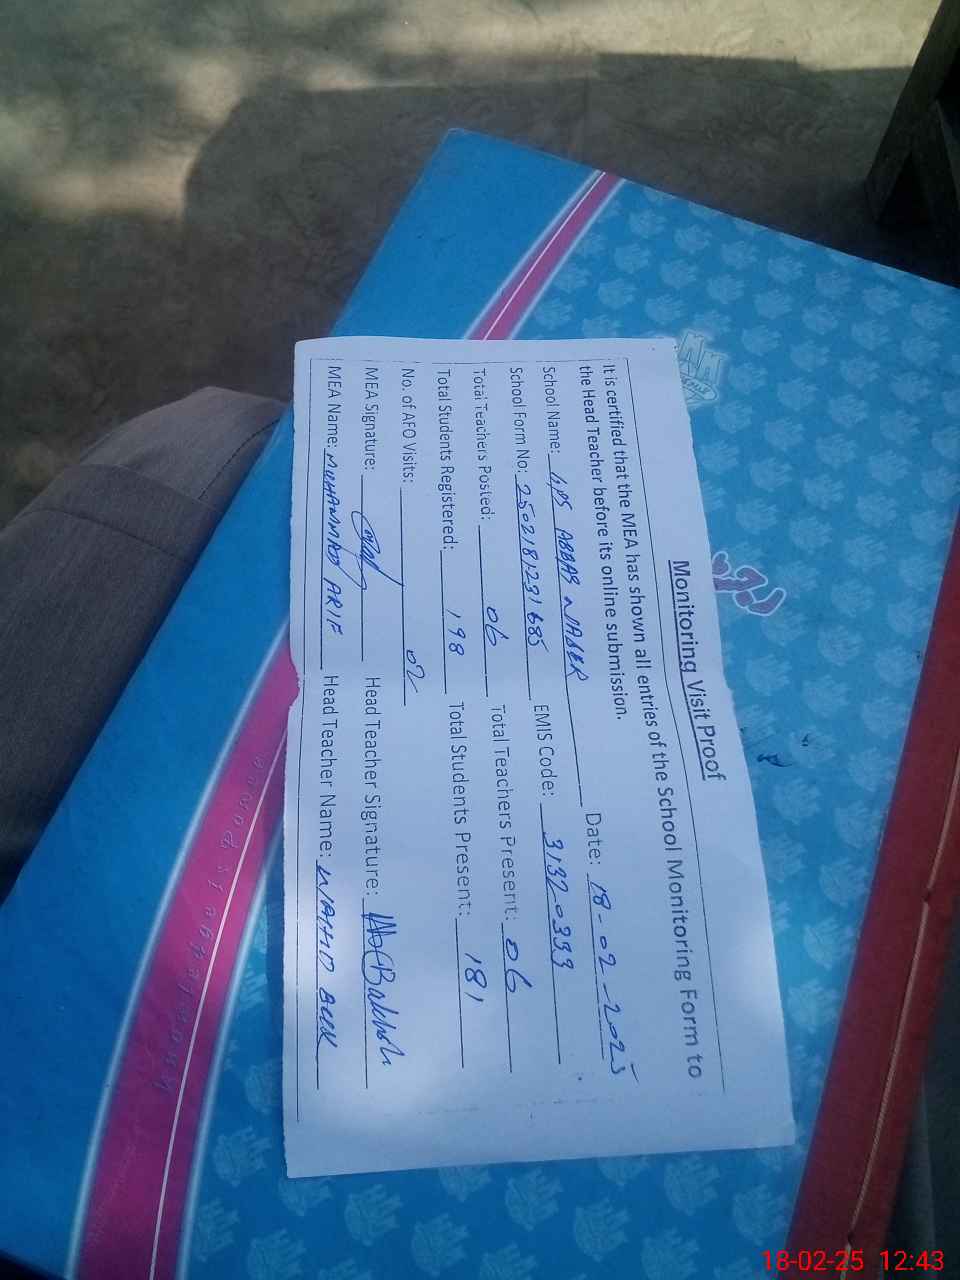 Monitoring Visit Proof
It is certified that the MEA has shown all entries of the School Monitoring Form to
the Head Teacher before its online submission.
School Name: GPS ABBAS Date: 18-02-2025
School Form No: 2502181231685 EMIS Code: 31320333
Total Teachers Posted: 06 Total Teachers Present: 06
Total Students Registered: 198 Total Students Present: 181
No. of AFO Visits: 02
MEA Signature: Head Teacher Signature:
MEA Name: MUHAMMAD ARIF Head Teacher Name:
18-02-25 12:43